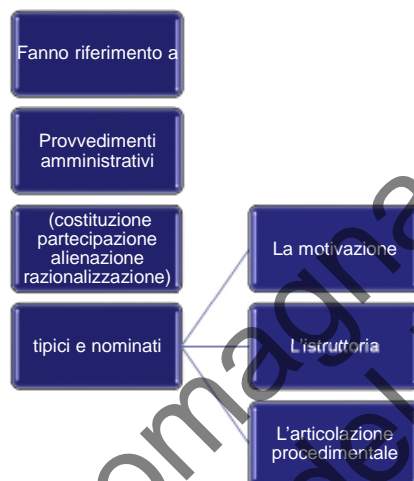 Fanno riferimento a
Provvedimenti
amministrativi
(costituzione
partecipazione
alienazione
razionalizzazione)
tipici e nominati
La motivazione
L'istruttoria
L'articolazione
procedimentale